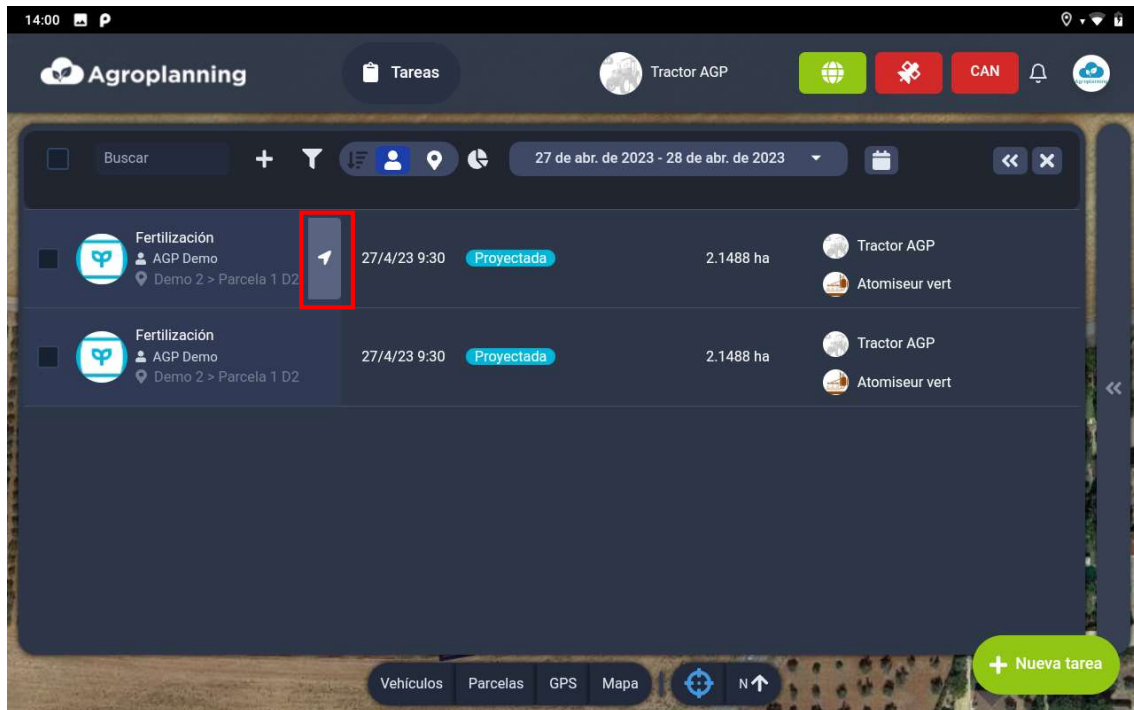 14:00
Agroplanning
Tareas
Tractor AGP
CAN
Buscar
27 de abr. de 2023 - 28 de abr. de 2023
Fertilización
AGP Demo
Demo 2 > Parcela 1 D2
27/4/23 9:30
Proyectada
2.1488 ha
Tractor AGP
Atomiseur vert
Fertilización
AGP Demo
Demo 2 > Parcela 1 D2
27/4/23 9:30
Proyectada
2.1488 ha
Tractor AGP
Atomiseur vert
Nueva tarea
Vehículos
Parcelas
GPS
Mapa
N